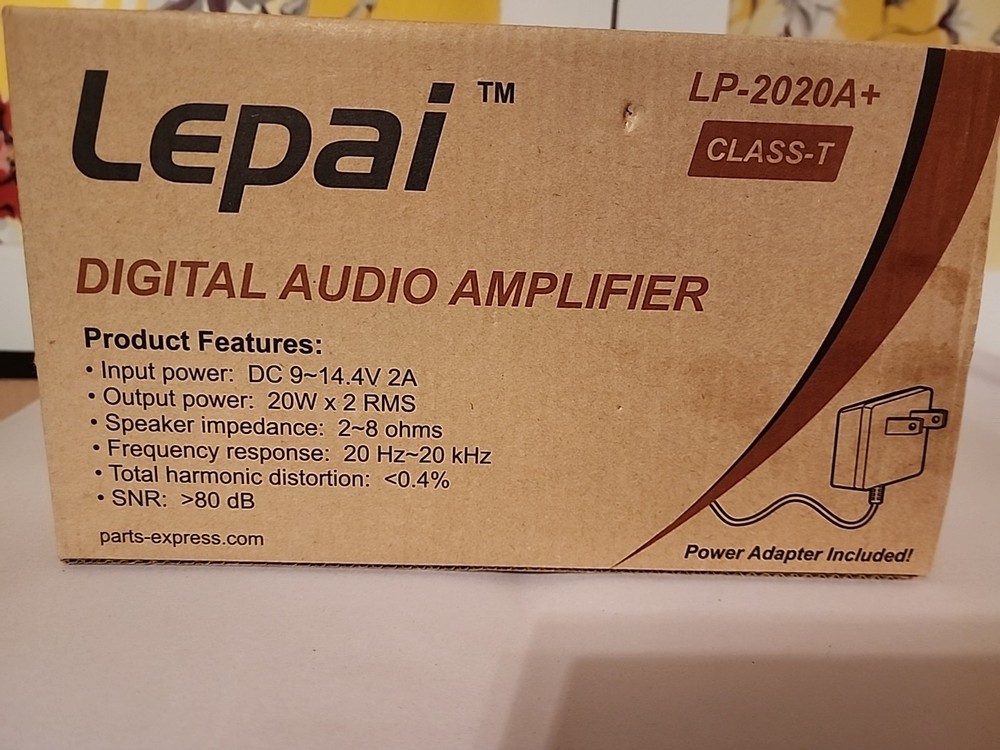 Lepai ™
LP-2020A+
CLASS-T
DIGITAL AUDIO AMPLIFIER
Product Features:
• Input power: DC 9~14.4V 2A
• Output power: 20W x 2 RMS
• Speaker impedance: 2~8 ohms
• Frequency response: 20 Hz~20 kHz
• Total harmonic distortion: <0.4%
• SNR: >80 dB
parts-express.com
Power Adapter Included!